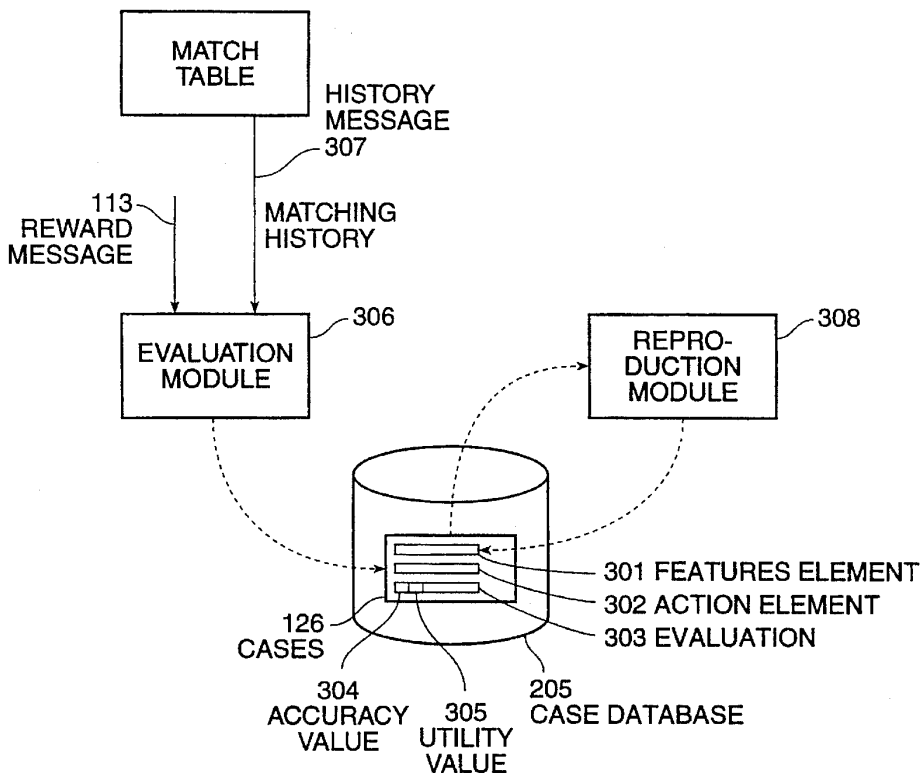 MATCH
TABLE
HISTORY
MESSAGE
307
113
REWARD
MESSAGE
MATCHING
HISTORY
306
EVALUATION
MODULE
308
REPRO-
DUCTION
MODULE
301 FEATURES ELEMENT
302 ACTION ELEMENT
303 EVALUATION
126
CASES
304
ACCURACY
VALUE
305
UTILITY
VALUE
205
CASE DATABASE